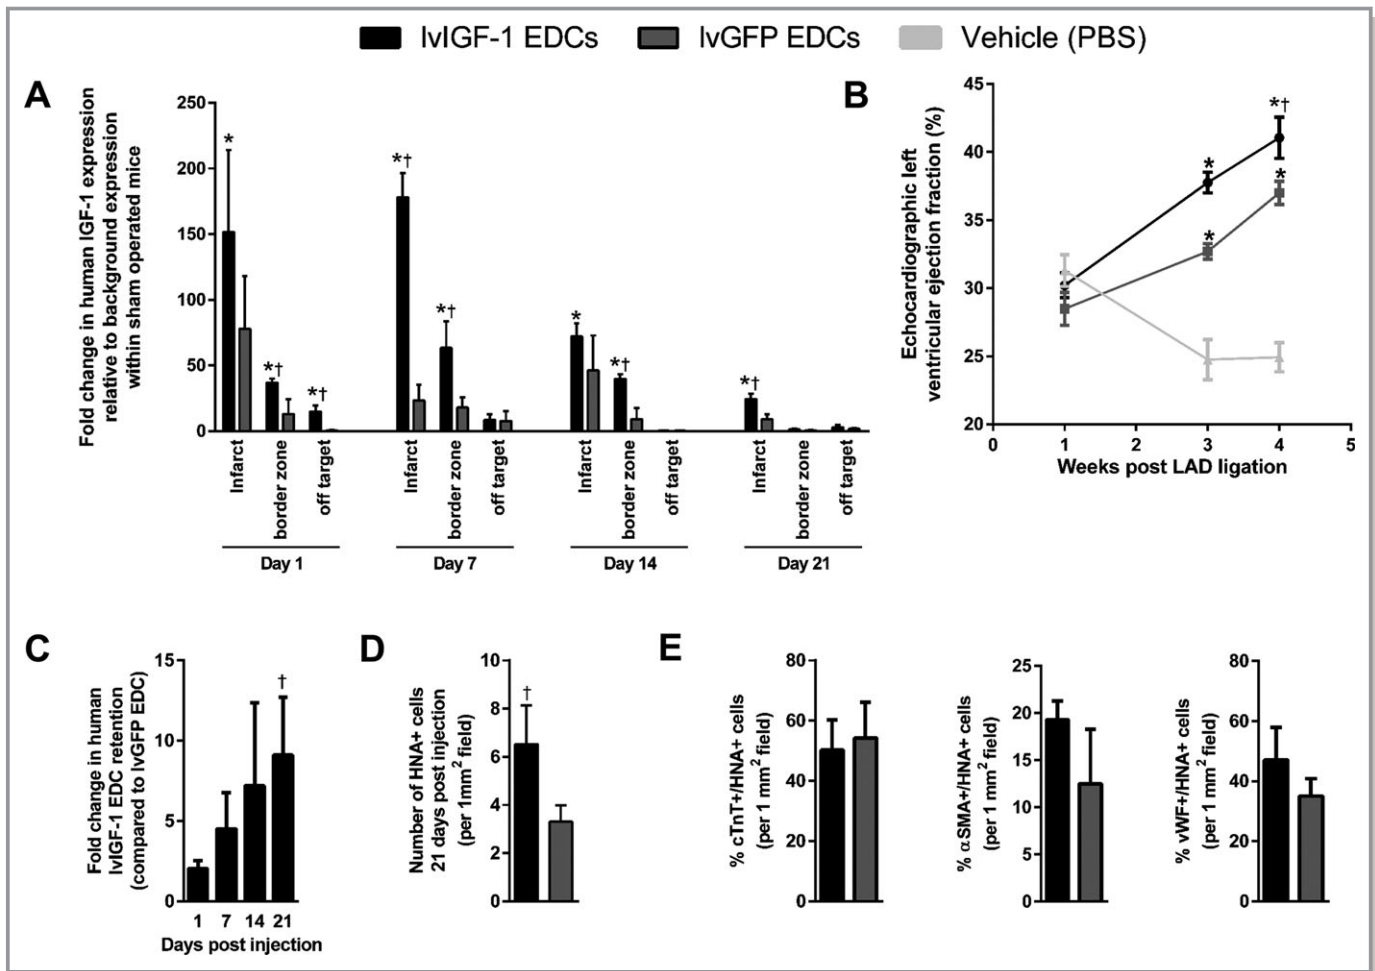 lvIGF-1 EDCs lvGFP EDCs Vehicle (PBS)
A
Fold change in human IGF-1 expression
relative to background expression
within sham operated mice
250
200
150
100
50
0
*
*†
*†
*†
*†
*
*†
*†
Infarct
border zone
off target
Infarct
border zone
off target
Infarct
border zone
off target
Infarct
border zone
off target
Day 1
Day 7
Day 14
Day 21
B
Echocardiographic left
ventricular ejection fraction (%)
45
40
35
30
25
20
*†
*
*
*
0 1 2 3 4 5
Weeks post LAD ligation
C
Fold change in human
lvIGF-1 EDC retention
(compared to lvGFP EDC)
15
10
5
0
†
1 7 14 21
Days post injection
D
Number of HNA+ cells
21 days post injection
(per 1mm² field)
10
8
6
4
2
0
†
E
% cTnT+/HNA+ cells
(per 1 mm² field)
80
60
40
20
0
% αSMA+/HNA+ cells
(per 1 mm² field)
25
20
15
10
5
0
% vWF+/HNA+ cells
(per 1 mm² field)
80
60
40
20
0